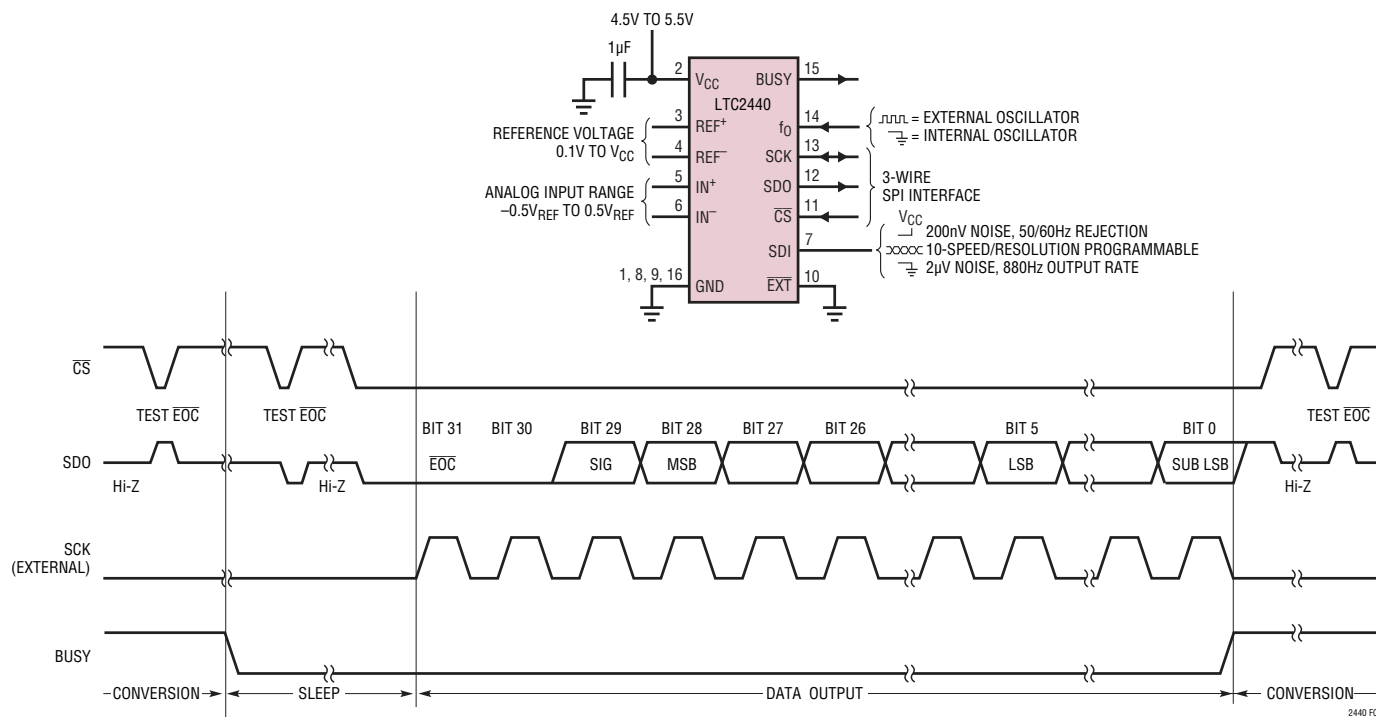 4.5V TO 5.5V
1µF
2
VCC
BUSY
15
LTC2440
3
REF+
fO
14
= EXTERNAL OSCILLATOR
= INTERNAL OSCILLATOR
REFERENCE VOLTAGE
0.1V TO VCC
4
REF–
SCK
13
5
IN+
SDO
12
3-WIRE
SPI INTERFACE
ANALOG INPUT RANGE
–0.5VREF TO 0.5VREF
6
IN–
CS
11
SDI
7
VCC
200nV NOISE, 50/60Hz REJECTION
10-SPEED/RESOLUTION PROGRAMMABLE
2µV NOISE, 880Hz OUTPUT RATE
1, 8, 9, 16
GND
EXT
10
CS
TEST EOC
TEST EOC
TEST EOC
BIT 31
BIT 30
BIT 29
BIT 28
BIT 27
BIT 26
BIT 5
BIT 0
SDO
EOC
SIG
MSB
LSB
SUB LSB
Hi-Z
Hi-Z
Hi-Z
SCK
(EXTERNAL)
BUSY
CONVERSION
SLEEP
DATA OUTPUT
CONVERSION